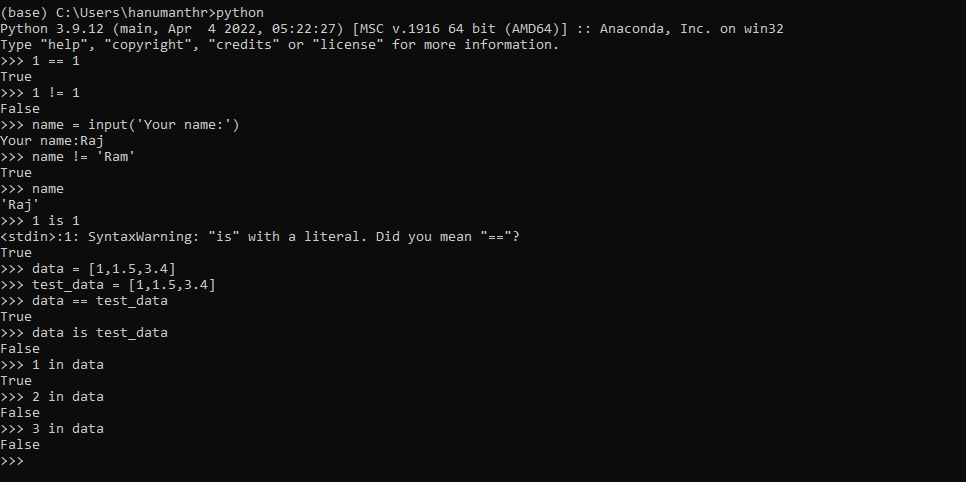 (base) C:\Users\hanumanthr>python
Python 3.9.12 (main, Apr  4 2022, 05:22:27) [MSC v.1916 64 bit (AMD64)] :: Anaconda, Inc. on win32
Type "help", "copyright", "credits" or "license" for more information.
>>> 1 == 1
True
>>> 1 != 1
False
>>> name = input('Your name:')
Your name:Raj
>>> name != 'Ram'
True
>>> name
'Raj'
>>> 1 is 1
<stdin>:1: SyntaxWarning: "is" with a literal. Did you mean "=="?
True
>>> data = [1,1.5,3.4]
>>> test_data = [1,1.5,3.4]
>>> data == test_data
True
>>> data is test_data
False
>>> 1 in data
True
>>> 2 in data
False
>>> 3 in data
False
>>>